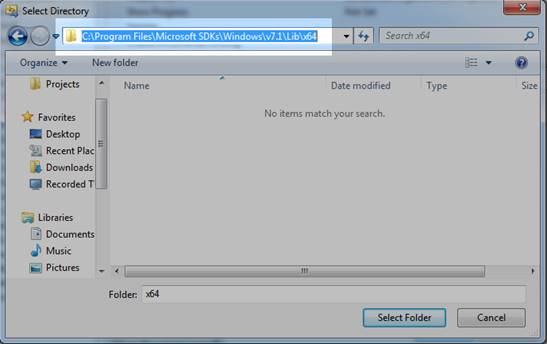 Select Directory
C:\Program Files\Microsoft SDKs\Windows\v7.1\Lib\x64
Search x64
Organize New folder
Name Date modified Type Size
No items match your search.
Projects
Favorites
Desktop
Recent Plac
Downloads
Recorded T
Libraries
Documents
Music
Pictures
Folder: x64
Select Folder Cancel